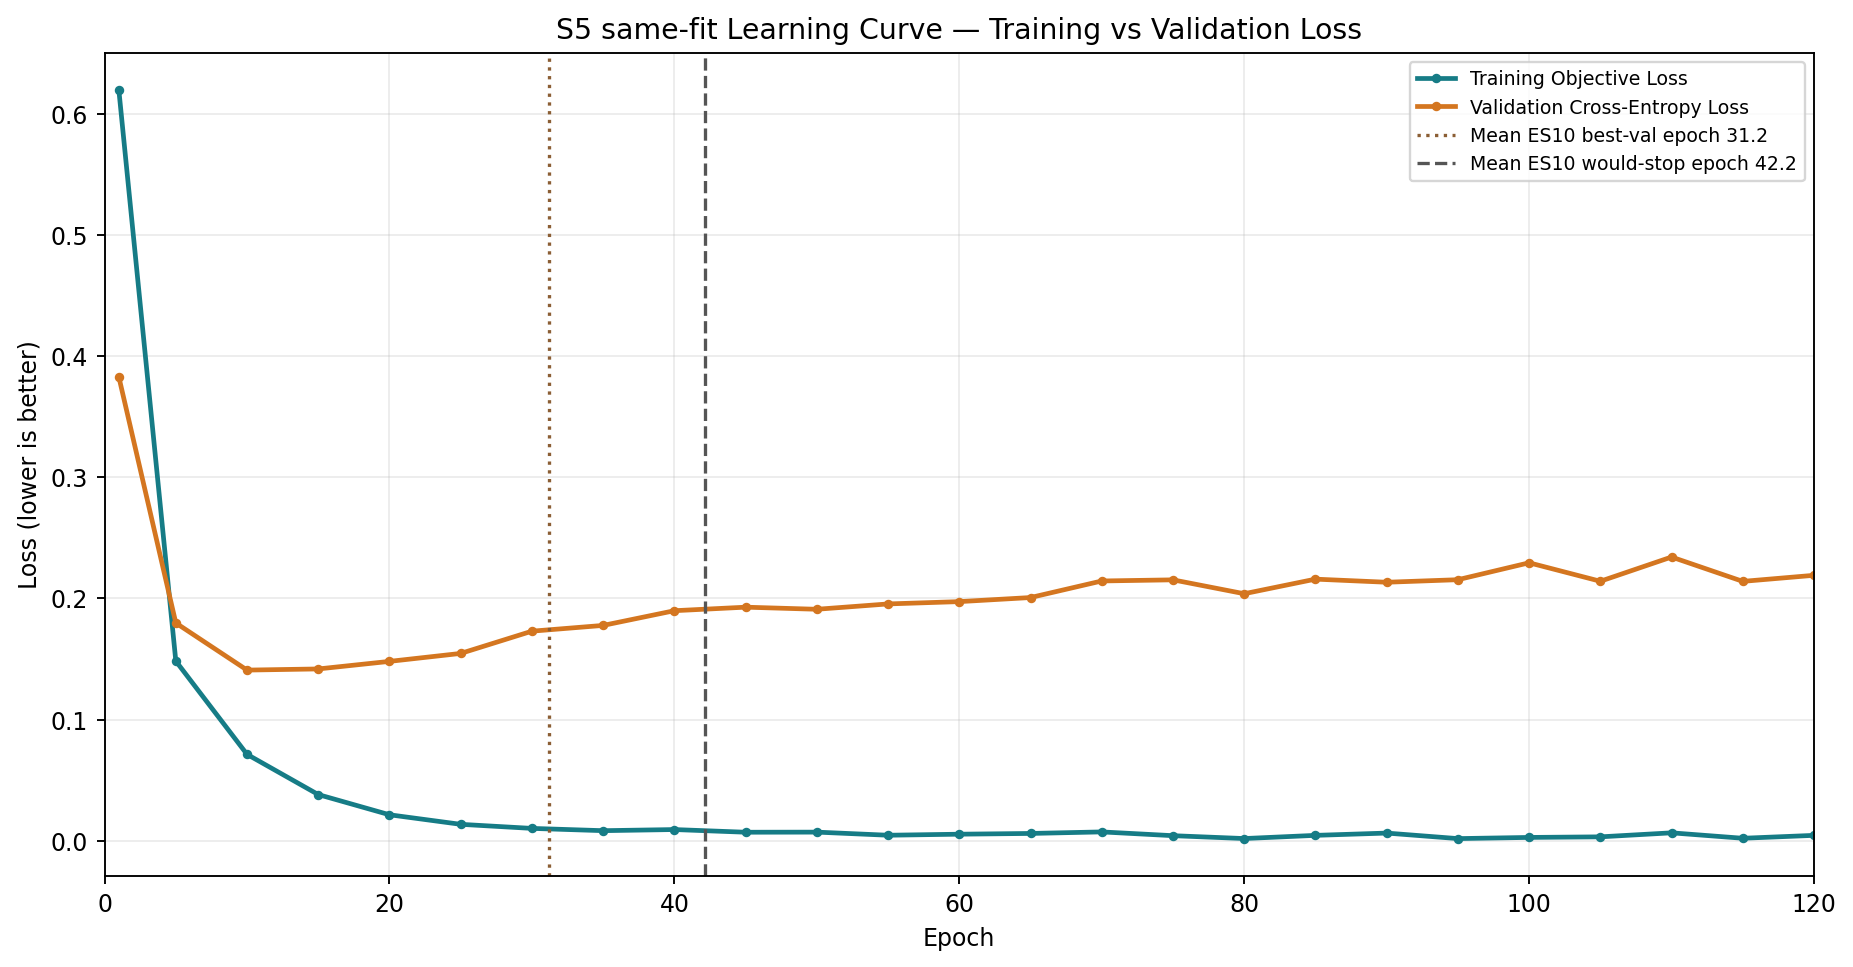 S5 same-fit Learning Curve — Training vs Validation Loss
Training Objective Loss
Validation Cross-Entropy Loss
Mean ES10 best-val epoch 31.2
Mean ES10 would-stop epoch 42.2
Loss (lower is better)
0.6
0.5
0.4
0.3
0.2
0.1
0.0
0 20 40 60 80 100 120
Epoch